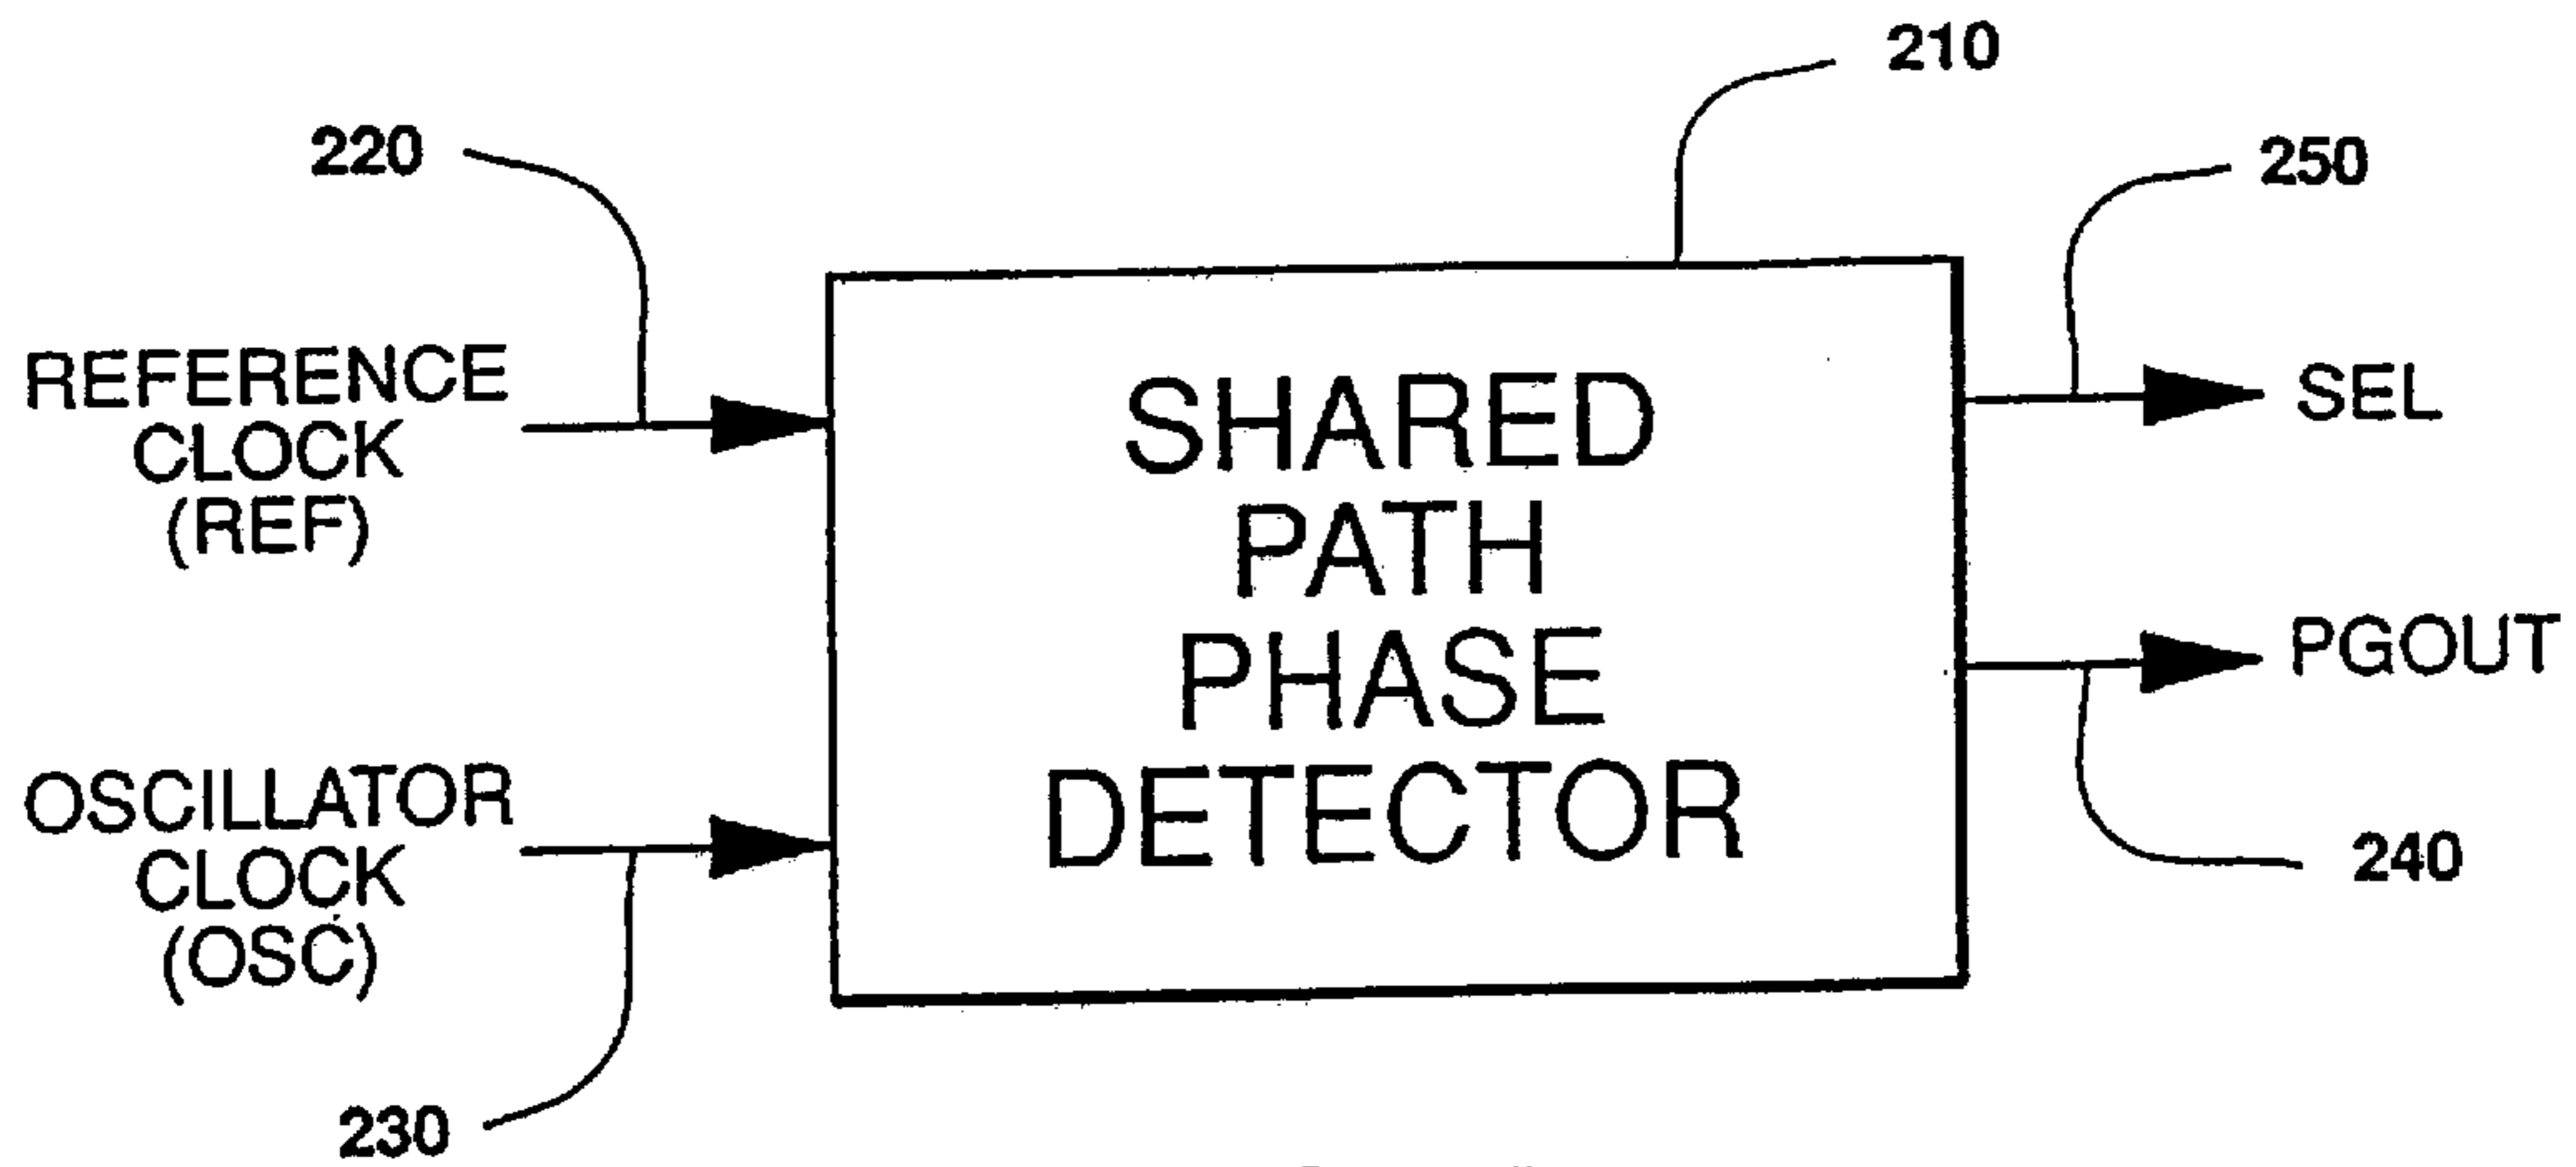 210
220
250
REFERENCE
CLOCK
(REF)
SHARED
PATH
PHASE
DETECTOR
SEL
PGOUT
OSCILLATOR
CLOCK
(OSC)
240
230